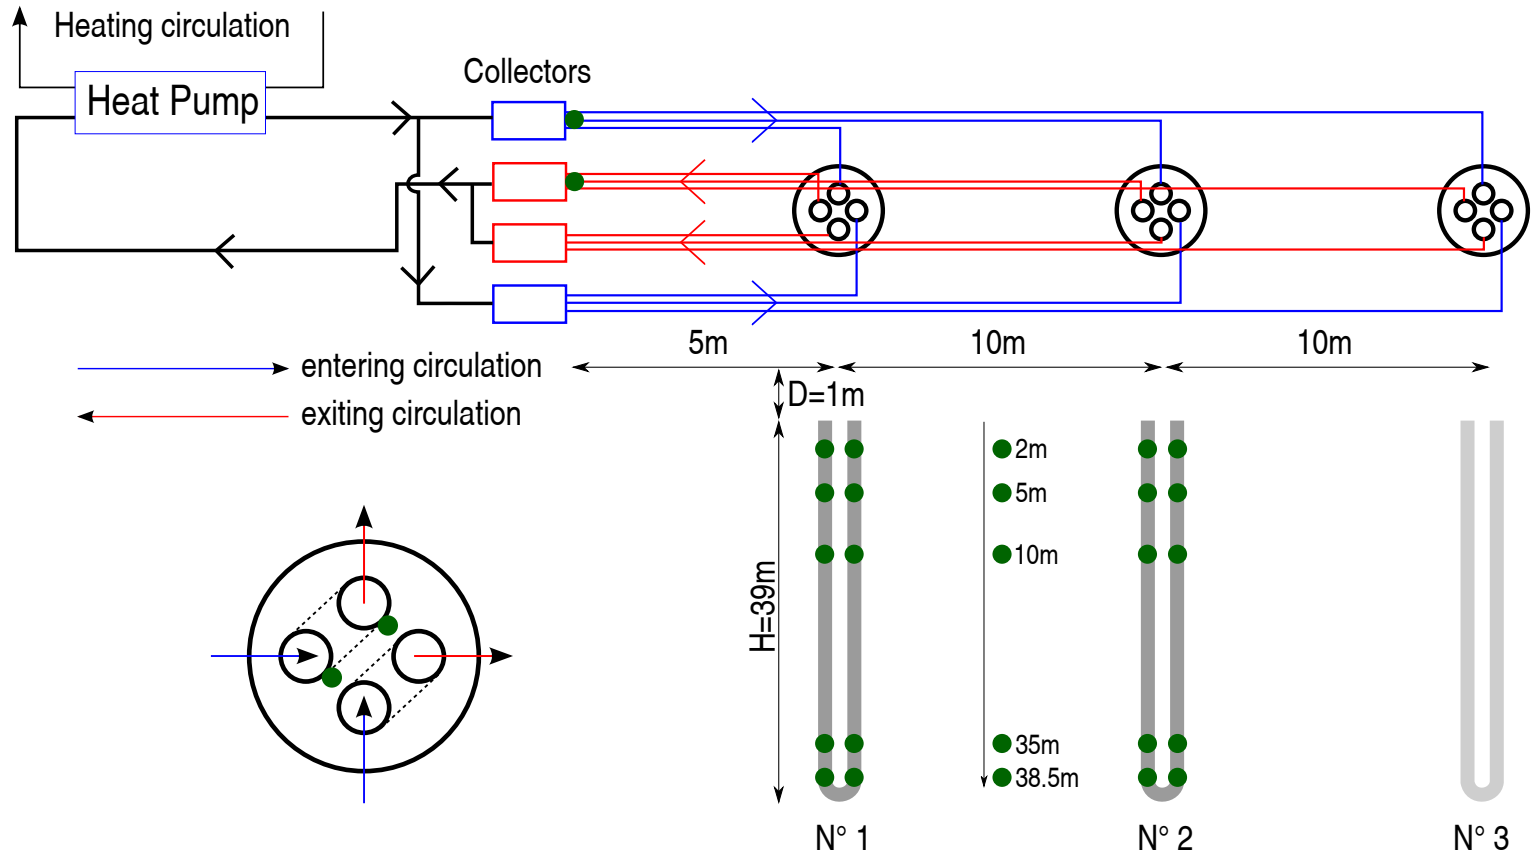 Heating circulation
Heat Pump
Collectors
5m
10m
10m
entering circulation
exiting circulation
D=1m
H=39m
2m
5m
10m
35m
38.5m
N° 1
N° 2
N° 3